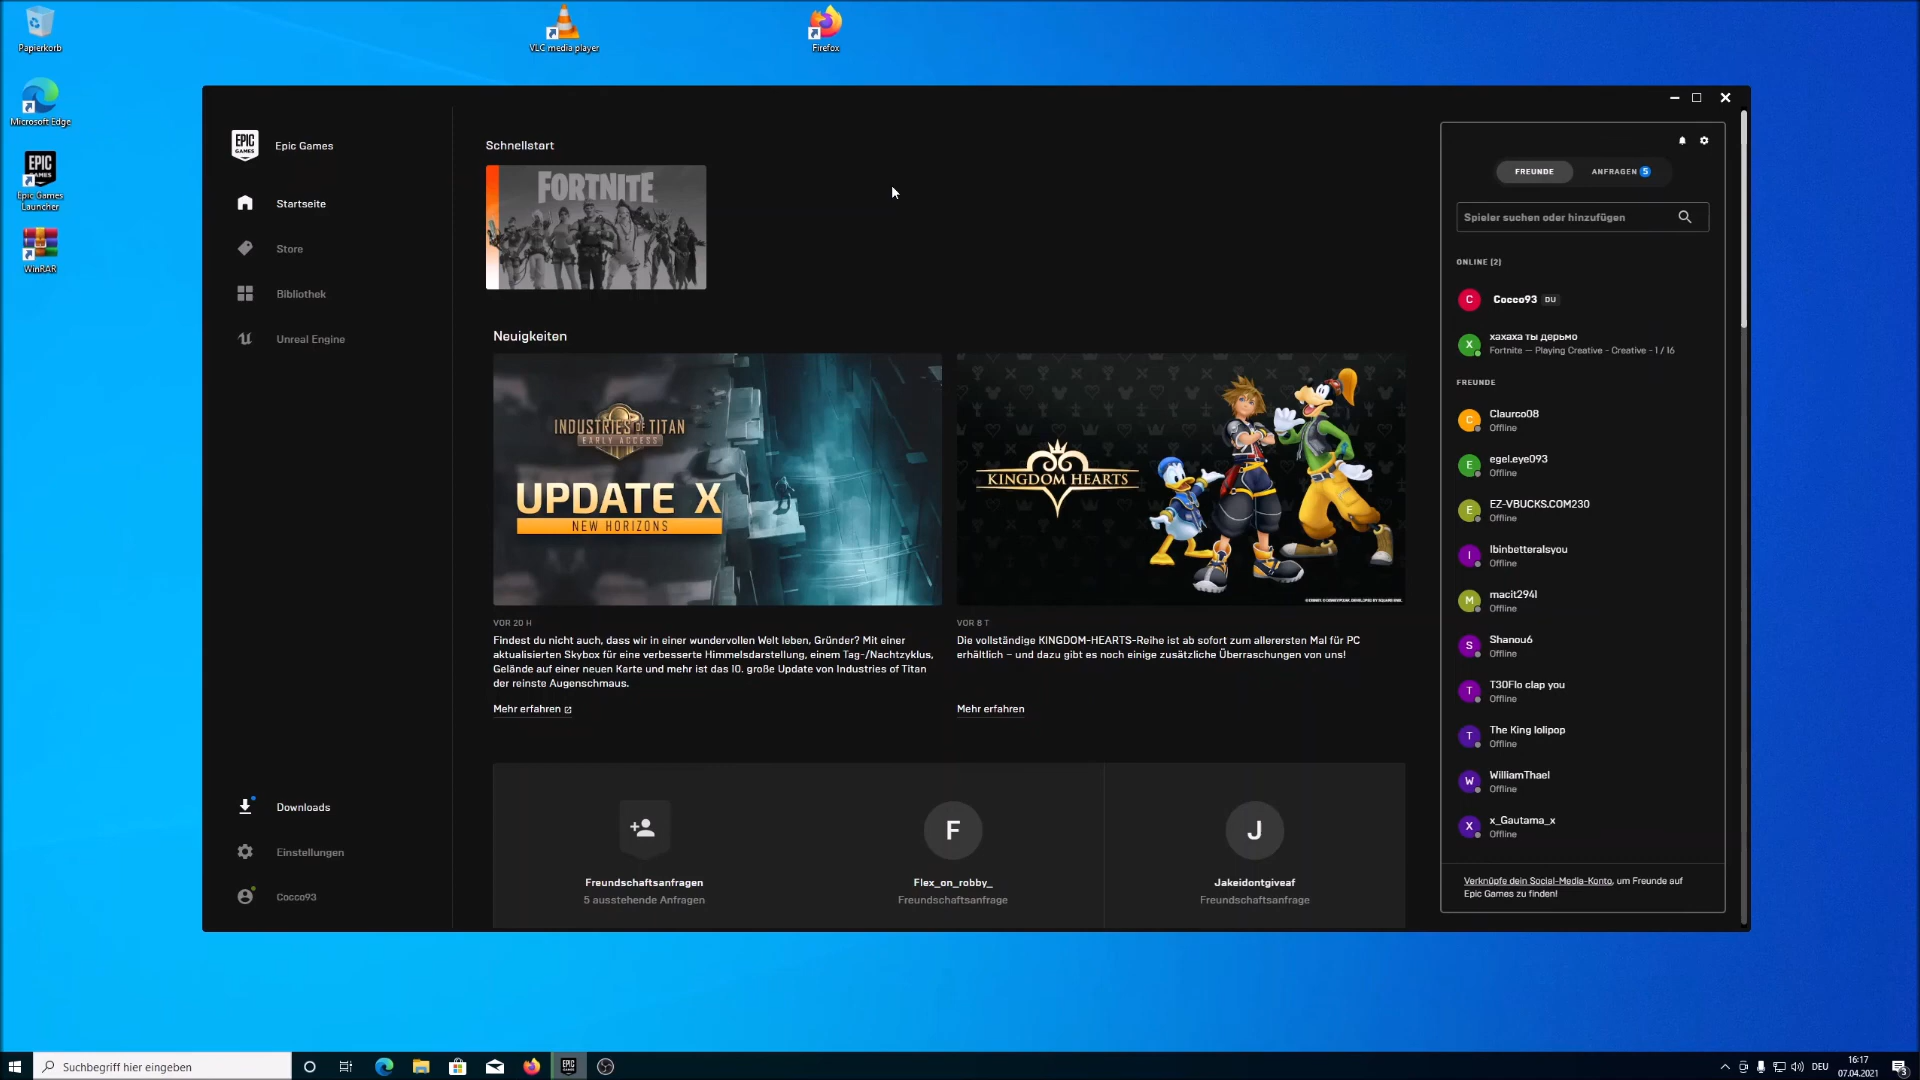 Papierkorb
VLC media player
Firefox
Microsoft Edge
EPIC
GAMES
Epic Games
Launcher
WinRAR
EPIC
GAMES
Epic Games
Startseite
Store
Bibliothek
Unreal Engine
Downloads
Einstellungen
Cocco93
Schnellstart
FORTNITE
Neuigkeiten
INDUSTRIES OF TITAN
EARLY ACCESS
UPDATE X
NEW HORIZONS
KINGDOM HEARTS
VOR 20 H
Findest du nicht auch, dass wir in einer wundervollen Welt leben, Gründer? Mit einer
aktualisierten Skybox für eine verbesserte Himmelsdarstellung, einem Tag-/Nachtzyklus,
Gelände auf einer neuen Karte und mehr ist das 10. große Update von Industries of Titan
der reinste Augenschmaus.
Mehr erfahren
VOR 8 T
Die vollständige KINGDOM-HEARTS-Reihe ist ab sofort zum allerersten Mal für PC
erhältlich – und dazu gibt es noch einige zusätzliche Überraschungen von uns!
Mehr erfahren
Freundschaftsanfragen
5 ausstehende Anfragen
F
Flex_on_robby_
Freundschaftsanfrage
J
Jakeidontgiveaf
Freundschaftsanfrage
FREUNDE
ANFRAGEN 5
Spieler suchen oder hinzufügen
ONLINE (2)
C
Cocco93 DU
X
хахаха ты дерьмо
Fortnite — Playing Creative - Creative - 1 / 16
FREUNDE
C
Claurco08
Offline
E
egel.eye093
Offline
E
EZ-VBUCKS.COM230
Offline
I
Ibinbetteralsyou
Offline
M
macit294l
Offline
S
Shanou6
Offline
T
T30Flo clap you
Offline
T
The King lolipop
Offline
W
WilliamThael
Offline
X
x_Gautama_x
Offline
Verknüpfe dein Social-Media-Konto, um Freunde auf
Epic Games zu finden!
Suchbegriff hier eingeben
EPIC
GAMES
DEU
16:17
07.04.2021
3